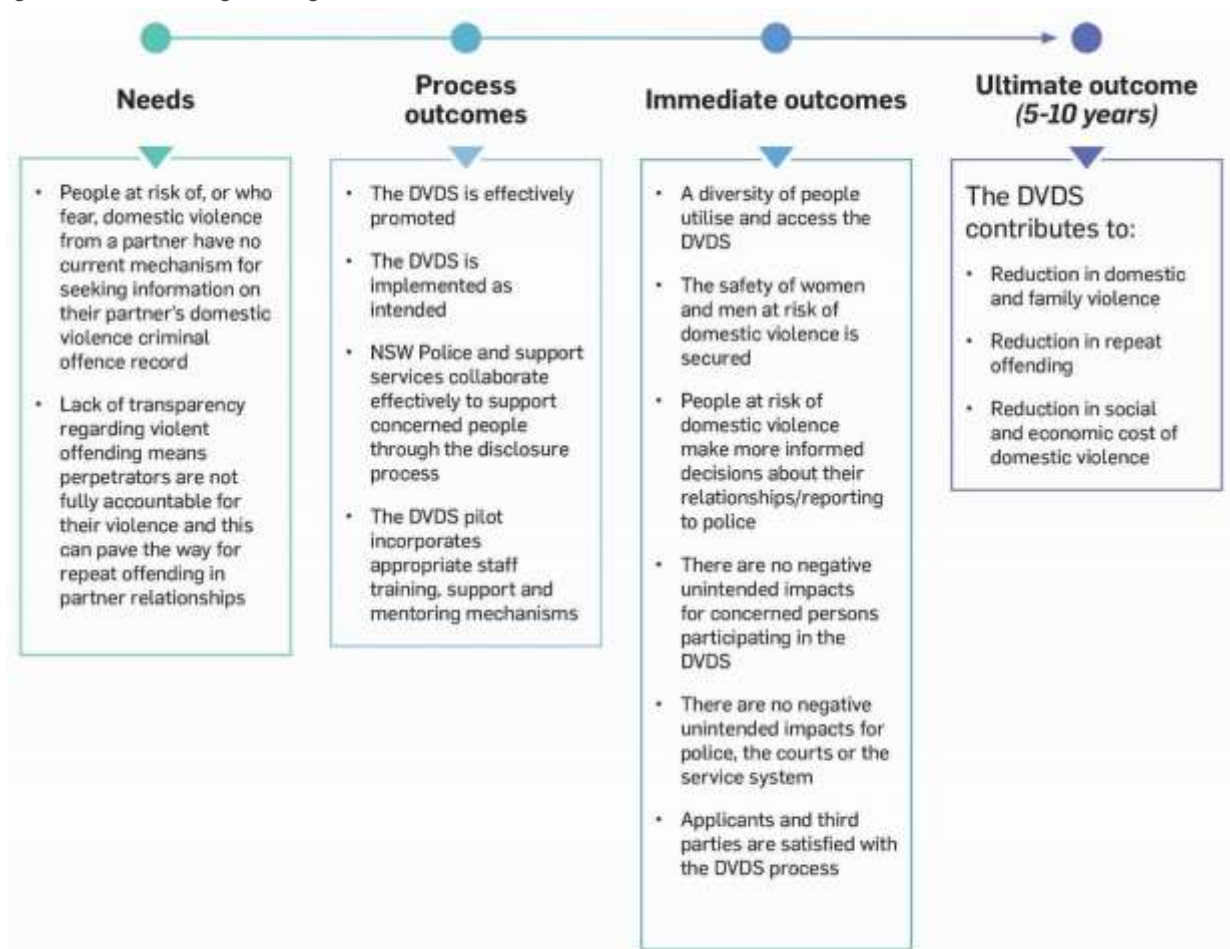 Needs
• People at risk of, or who
fear, domestic violence
from a partner have no
current mechanism for
seeking information on
their partner's domestic
violence criminal
offence record
• Lack of transparency
regarding violent
offending means
perpetrators are not
fully accountable for
their violence and this
can pave the way for
repeat offending in
partner relationships
Process
outcomes
• The DVDS is effectively
promoted
• The DVDS is
implemented as
intended
• NSW Police and support
services collaborate
effectively to support
concerned people
through the disclosure
process
• The DVDS pilot
incorporates
appropriate staff
training, support and
mentoring mechanisms
Immediate outcomes
• A diversity of people
utilise and access the
DVDS
• The safety of women
and men at risk of
domestic violence is
secured
• People at risk of
domestic violence
make more informed
decisions about their
relationships/reporting
to police
• There are no negative
unintended impacts
for concerned persons
participating in the
DVDS
• There are no negative
unintended impacts for
police, the courts or the
service system
• Applicants and third
parties are satisfied with
the DVDS process
Ultimate outcome
(5-10 years)
The DVDS
contributes to:
• Reduction in domestic
and family violence
• Reduction in repeat
offending
• Reduction in social
and economic cost of
domestic violence